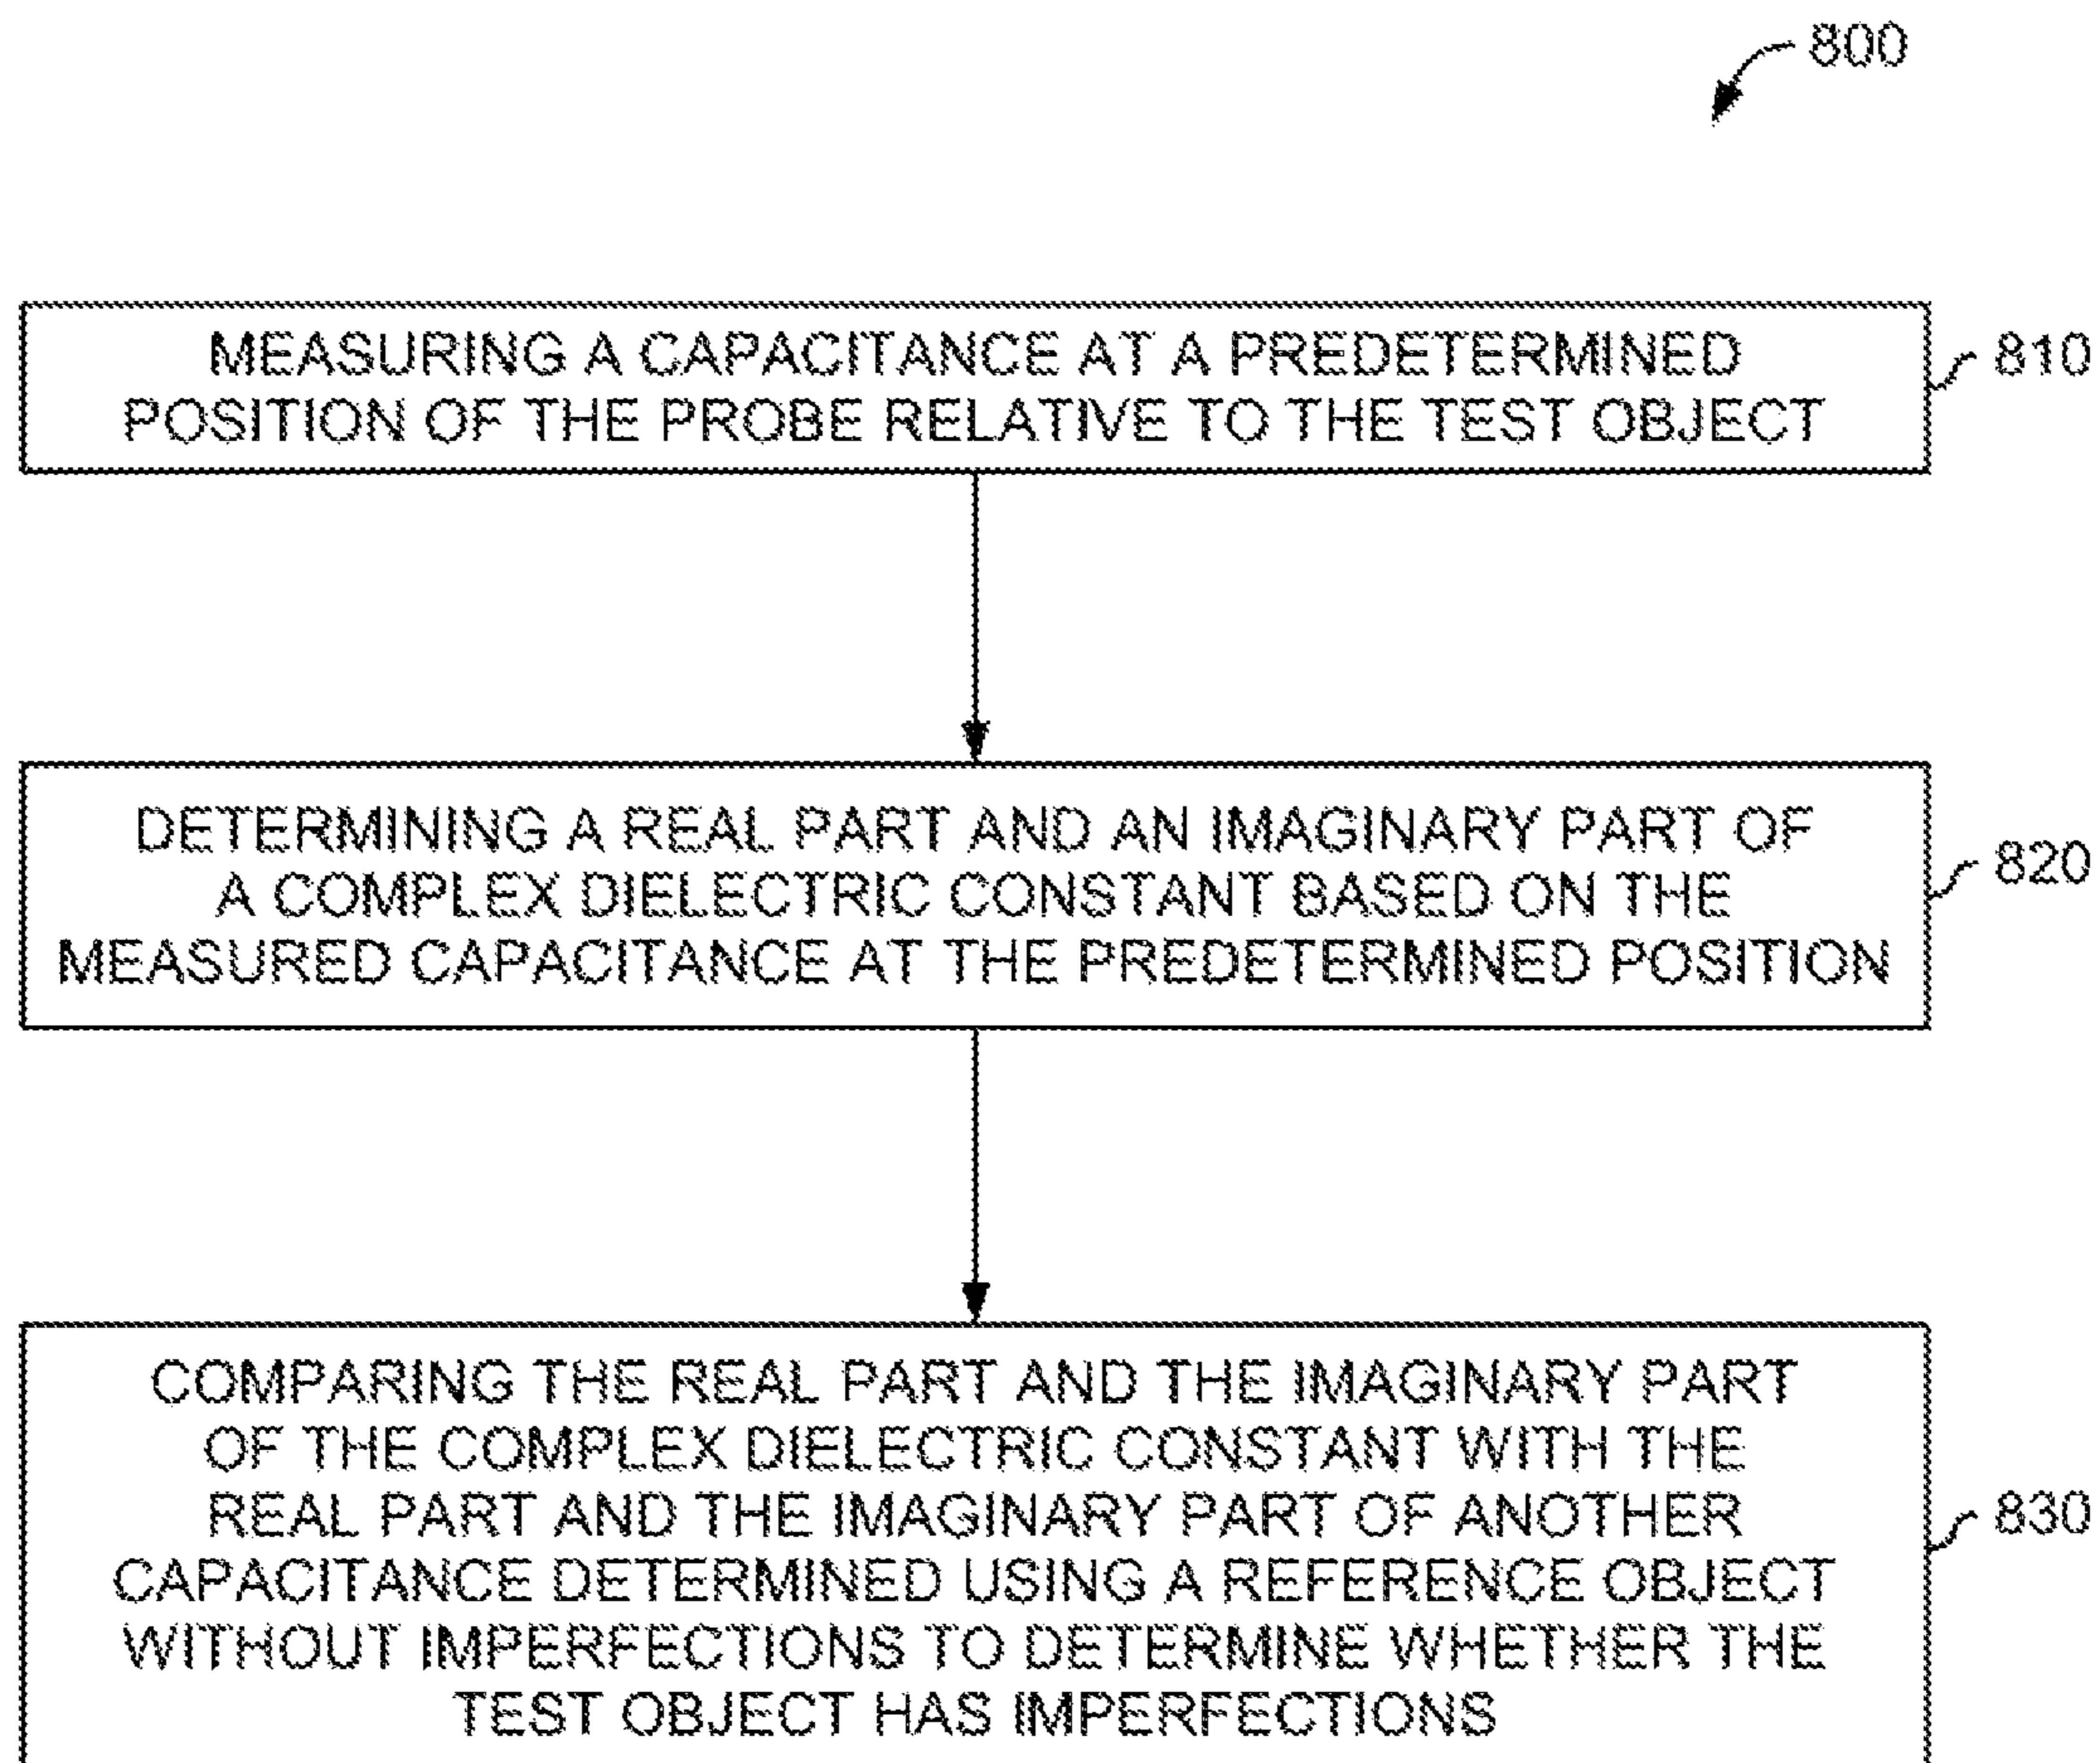 800
MEASURING A CAPACITANCE AT A PREDETERMINED
POSITION OF THE PROBE RELATIVE TO THE TEST OBJECT
810
DETERMINING A REAL PART AND AN IMAGINARY PART OF
A COMPLEX DIELECTRIC CONSTANT BASED ON THE
MEASURED CAPACITANCE AT THE PREDETERMINED POSITION
820
COMPARING THE REAL PART AND THE IMAGINARY PART
OF THE COMPLEX DIELECTRIC CONSTANT WITH THE
REAL PART AND THE IMAGINARY PART OF ANOTHER
CAPACITANCE DETERMINED USING A REFERENCE OBJECT
WITHOUT IMPERFECTIONS TO DETERMINE WHETHER THE
TEST OBJECT HAS IMPERFECTIONS
830